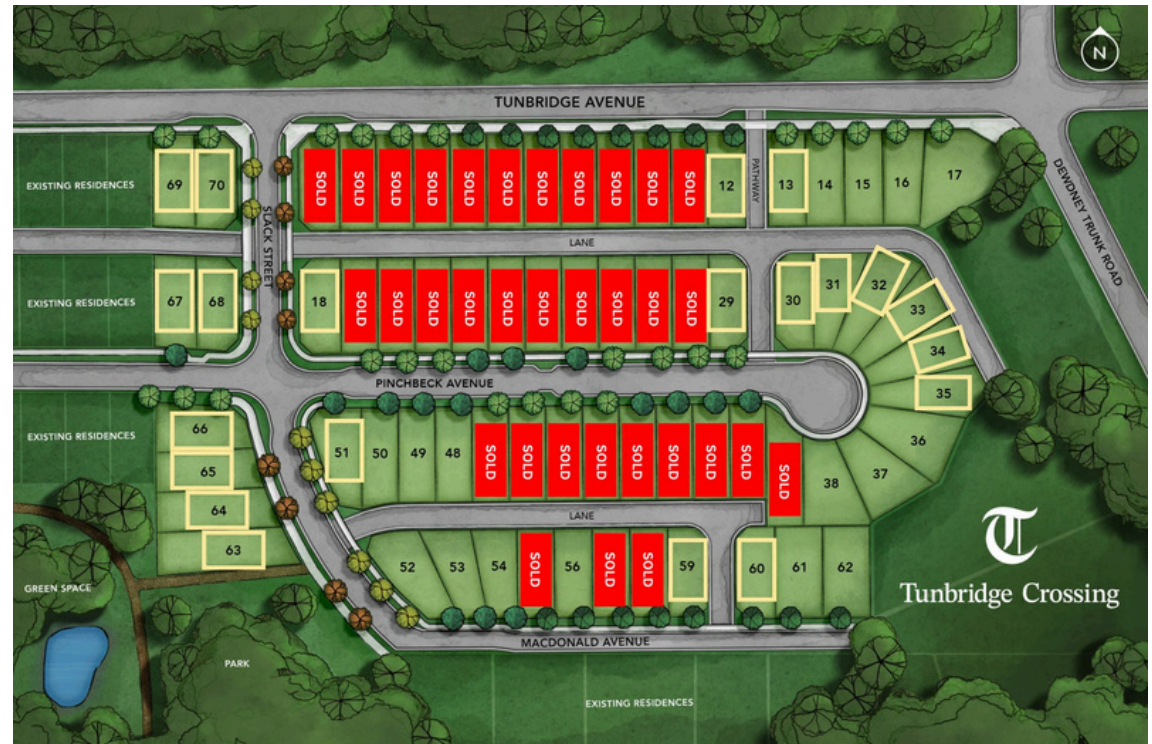 N
TUNBRIDGE AVENUE
EXISTING RESIDENCES
69
70
SLACK STREET
SOLD
SOLD
SOLD
SOLD
SOLD
SOLD
SOLD
SOLD
SOLD
SOLD
SOLD
12
PATHWAY
13
14
15
16
17
DEWDNEY TRUNK ROAD
LANE
EXISTING RESIDENCES
67
68
18
SOLD
SOLD
SOLD
SOLD
SOLD
SOLD
SOLD
SOLD
SOLD
SOLD
29
30
31
32
33
34
35
36
37
38
PINCHBECK AVENUE
EXISTING RESIDENCES
66
65
64
63
51
50
49
48
SOLD
SOLD
SOLD
SOLD
SOLD
SOLD
SOLD
SOLD
SOLD
LANE
52
53
54
SOLD
56
SOLD
SOLD
59
60
61
62
T
Tunbridge Crossing
GREEN SPACE
PARK
MACDONALD AVENUE
EXISTING RESIDENCES